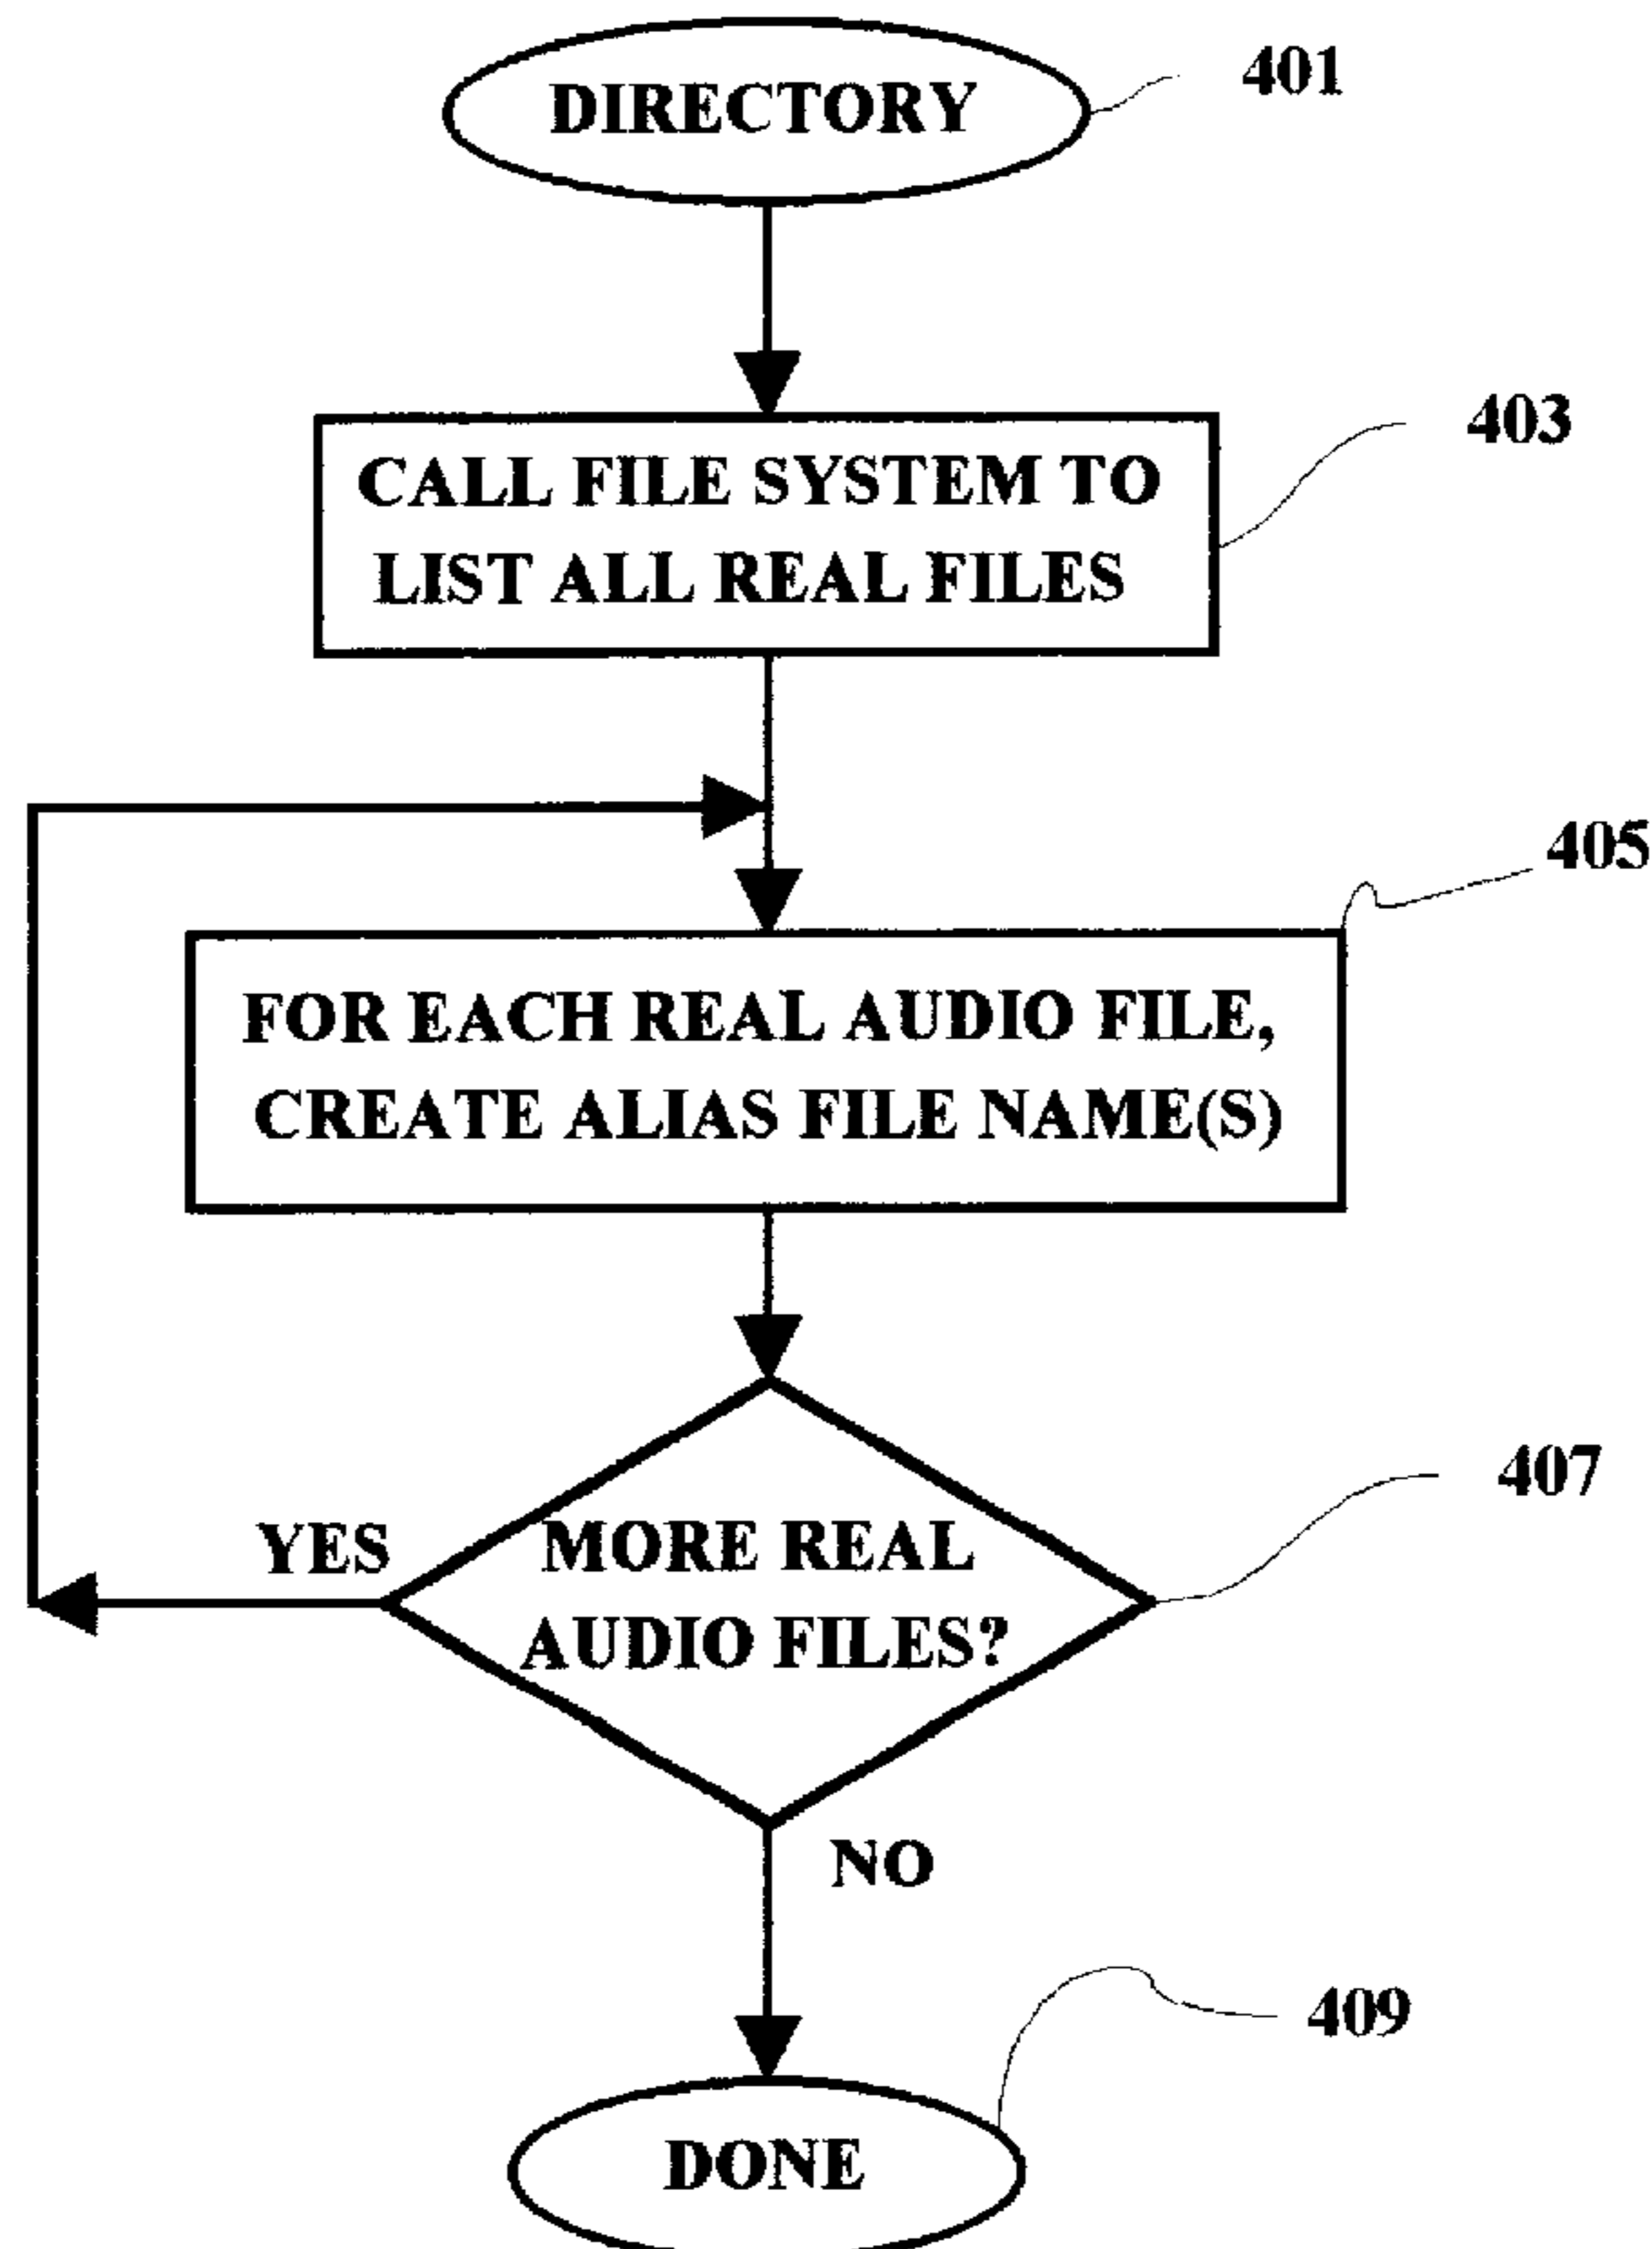 DIRECTORY
401
CALL FILE SYSTEM TO
LIST ALL REAL FILES
403
405
FOR EACH REAL AUDIO FILE,
CREATE ALIAS FILE NAME(S)
407
YES
MORE REAL
AUDIO FILES?
NO
409
DONE